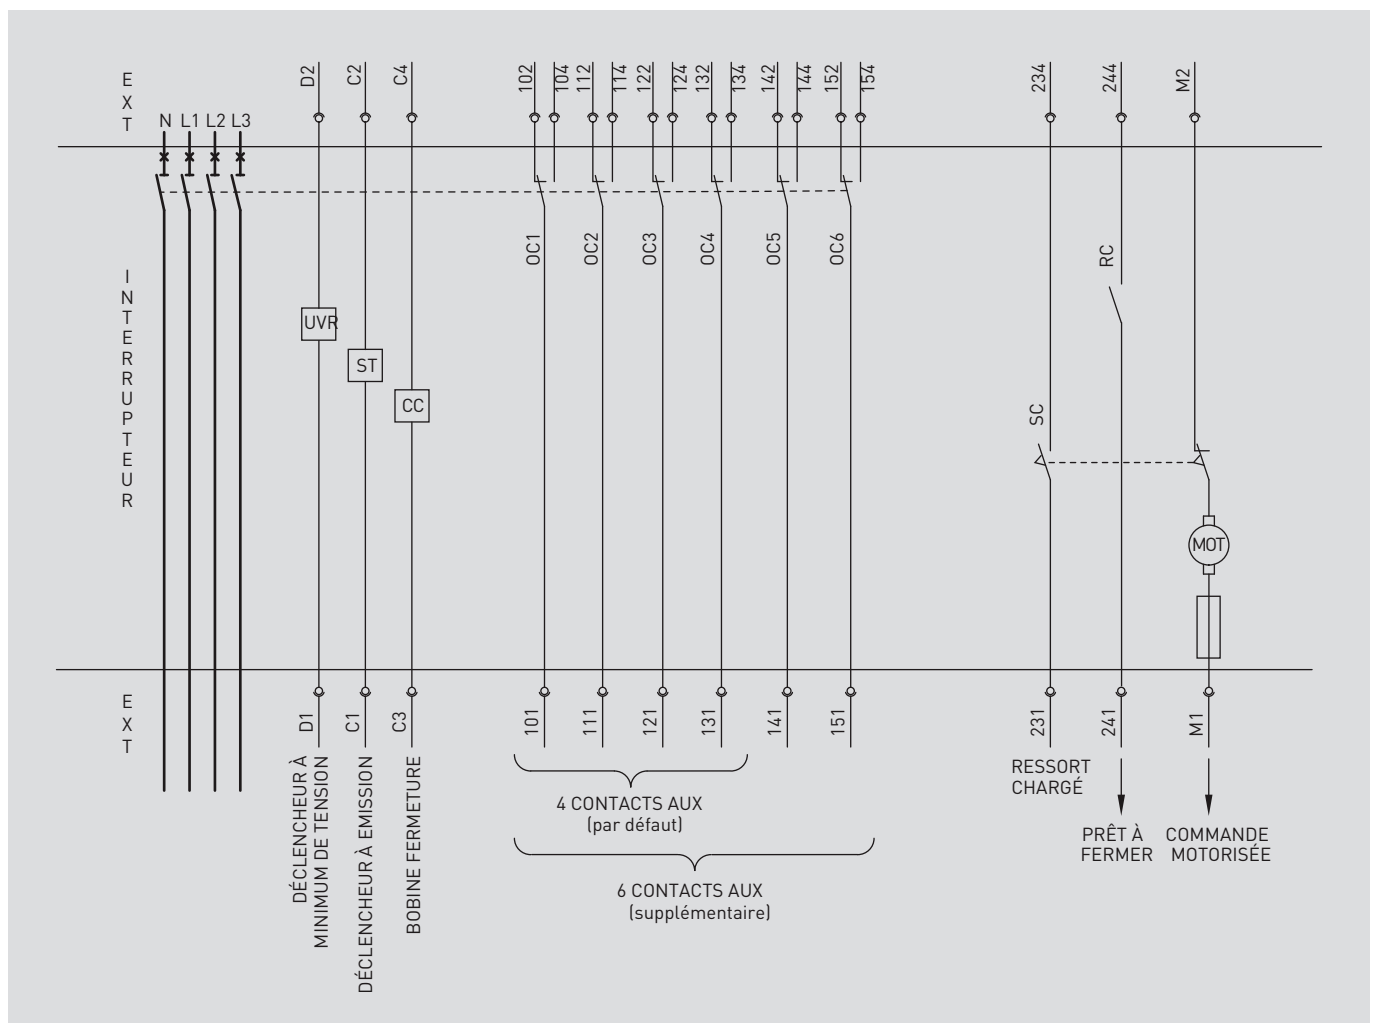 EXT
N L1 L2 L3
D2
C2
C4
102
104
112
114
122
124
132
134
142
144
152
154
234
244
M2
INTERRUPTEUR
OC1
OC2
OC3
OC4
OC5
OC6
RC
UVR
ST
CC
SC
MOT
EXT
D1
C1
C3
101
111
121
131
141
151
231
241
M1
DÉCLENCHEUR À
MINIMUM DE TENSION
DÉCLENCHEUR À EMISSION
BOBINE FERMETURE
4 CONTACTS AUX
(par défaut)
6 CONTACTS AUX
(supplémentaire)
RESSORT
CHARGÉ
PRÊT À
FERMER
COMMANDE
MOTORISÉE